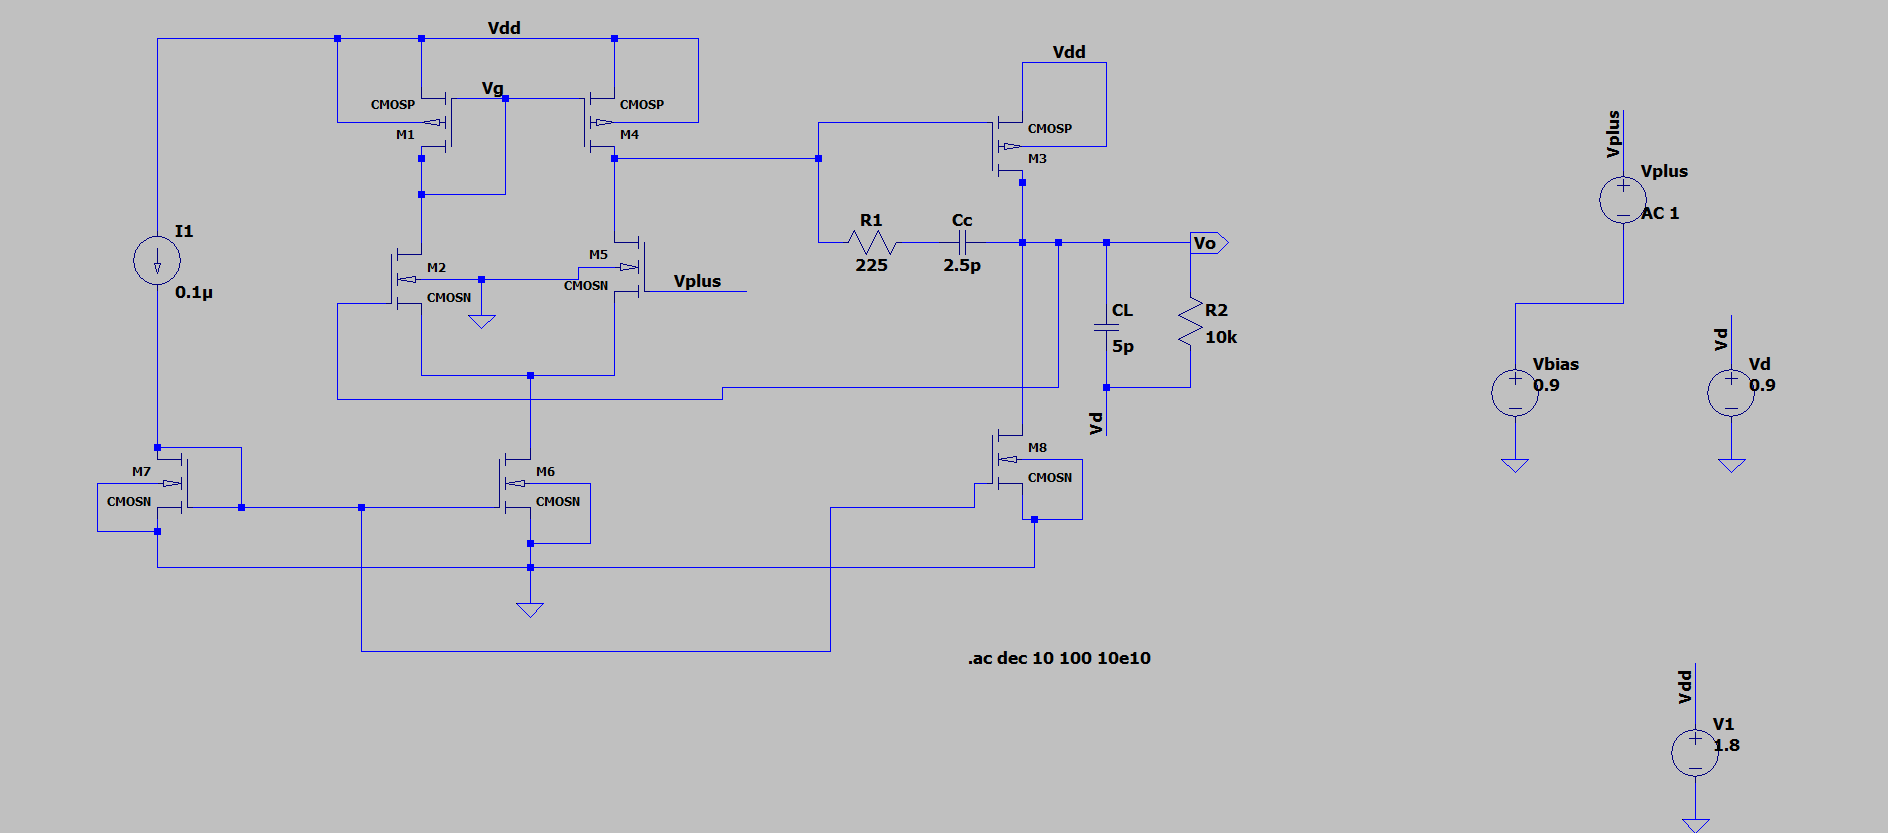 Vdd
Vdd
Vg
CMOSP
CMOSP
M1
M4
CMOSP
M3
Vplus
Vplus
AC 1
I1
0.1µ
R1
225
Cc
2.5p
Vo
M2
CMOSN
M5
CMOSN
Vplus
CL
5p
R2
10k
Vd
Vbias
0.9
Vd
Vd
0.9
M7
CMOSN
M6
CMOSN
M8
CMOSN
.ac dec 10 100 10e10
Vdd
V1
1.8